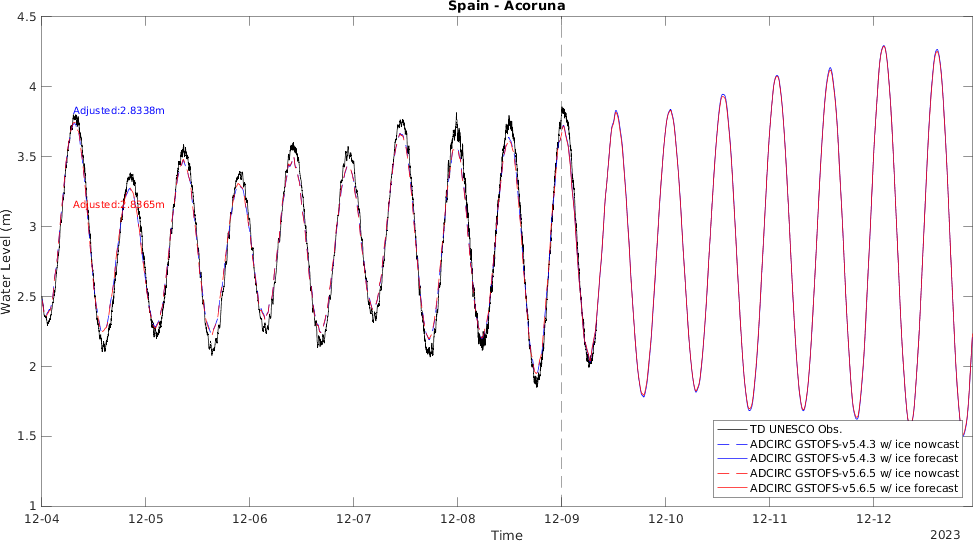 Spain - Acoruna
4.5
4
3.5
3
2.5
2
1.5
1
Water Level (m)
Adjusted:2.8338m
Adjusted:2.8365m
TD UNESCO Obs.
ADCIRC GSTOFS-v5.4.3 w/ ice nowcast
ADCIRC GSTOFS-v5.4.3 w/ ice forecast
ADCIRC GSTOFS-v5.6.5 w/ ice nowcast
ADCIRC GSTOFS-v5.6.5 w/ ice forecast
12-04 12-05 12-06 12-07 12-08 12-09 12-10 12-11 12-12
Time
2023